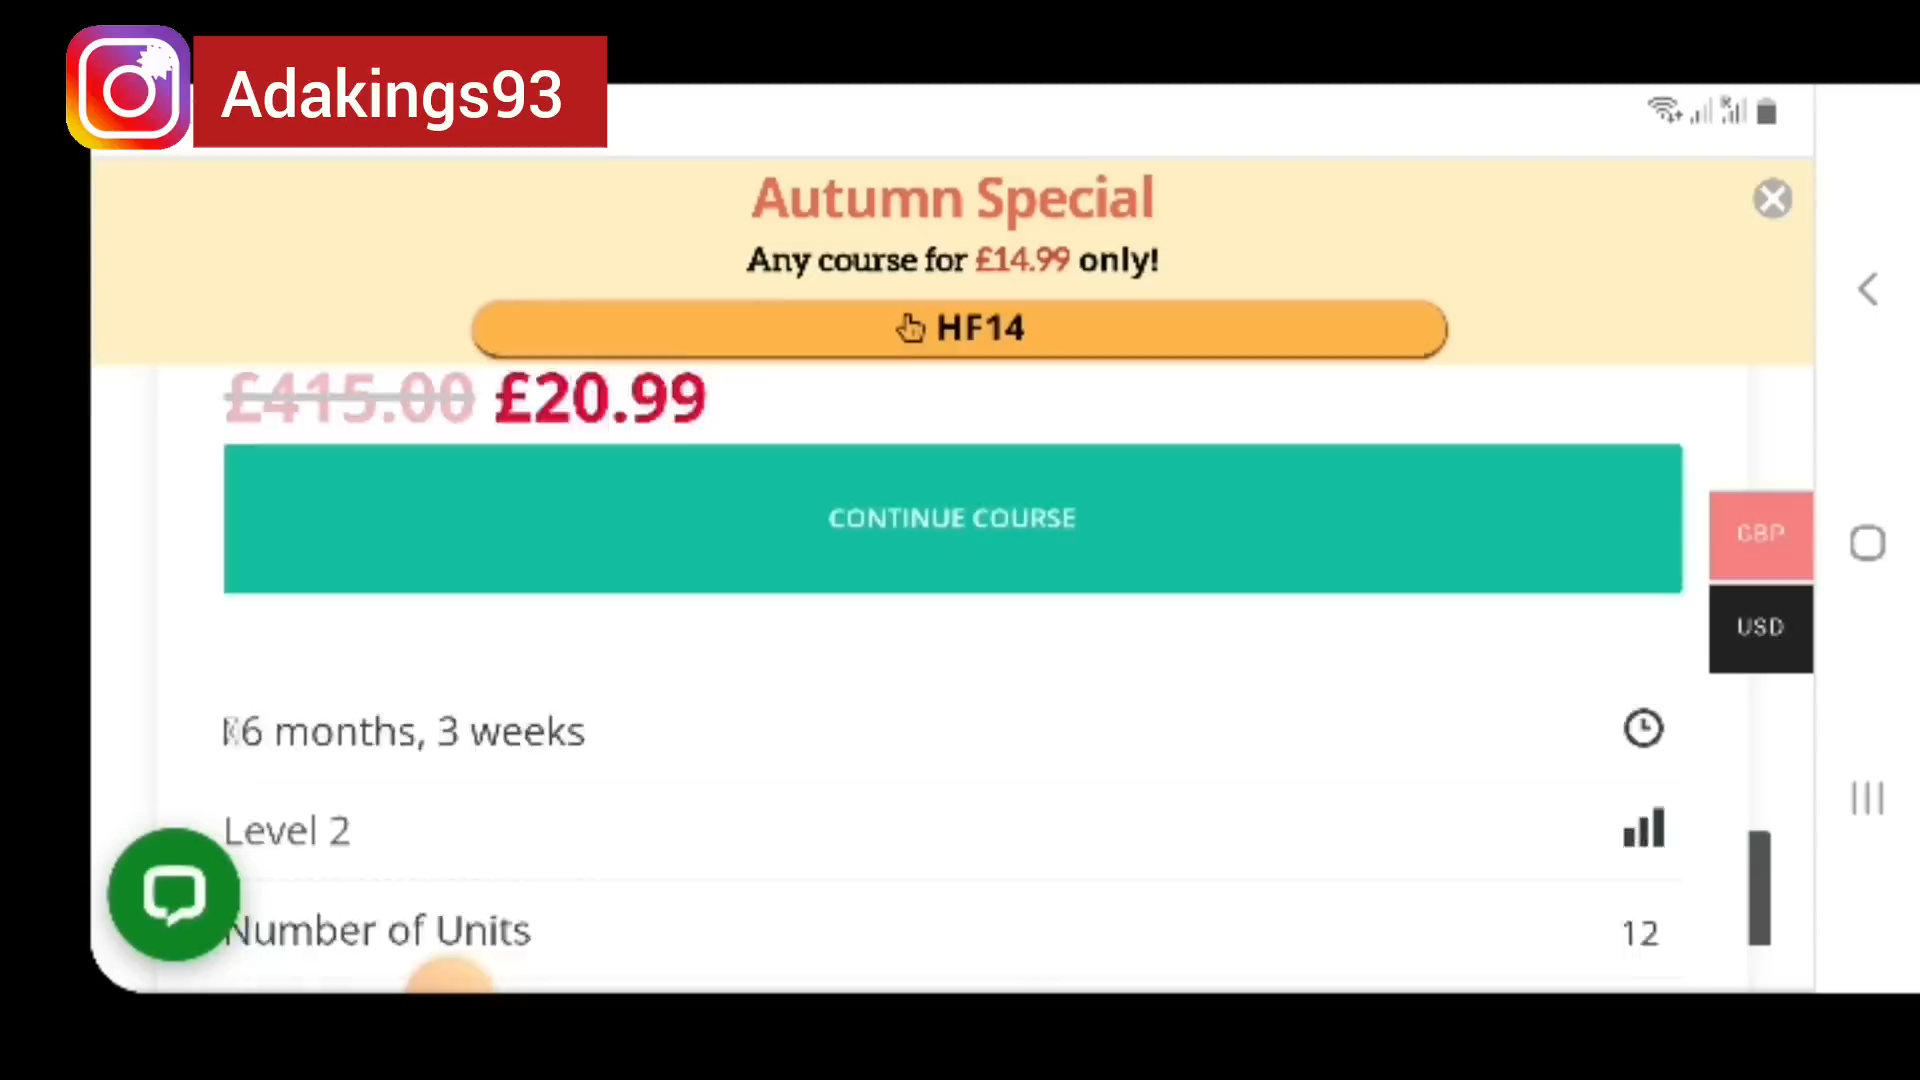 Adakings93
Autumn Special
Any course for £14.99 only!
HF14
£415.00 £20.99
CONTINUE COURSE
GBP
USD
6 months, 3 weeks
Level 2
Number of Units 12